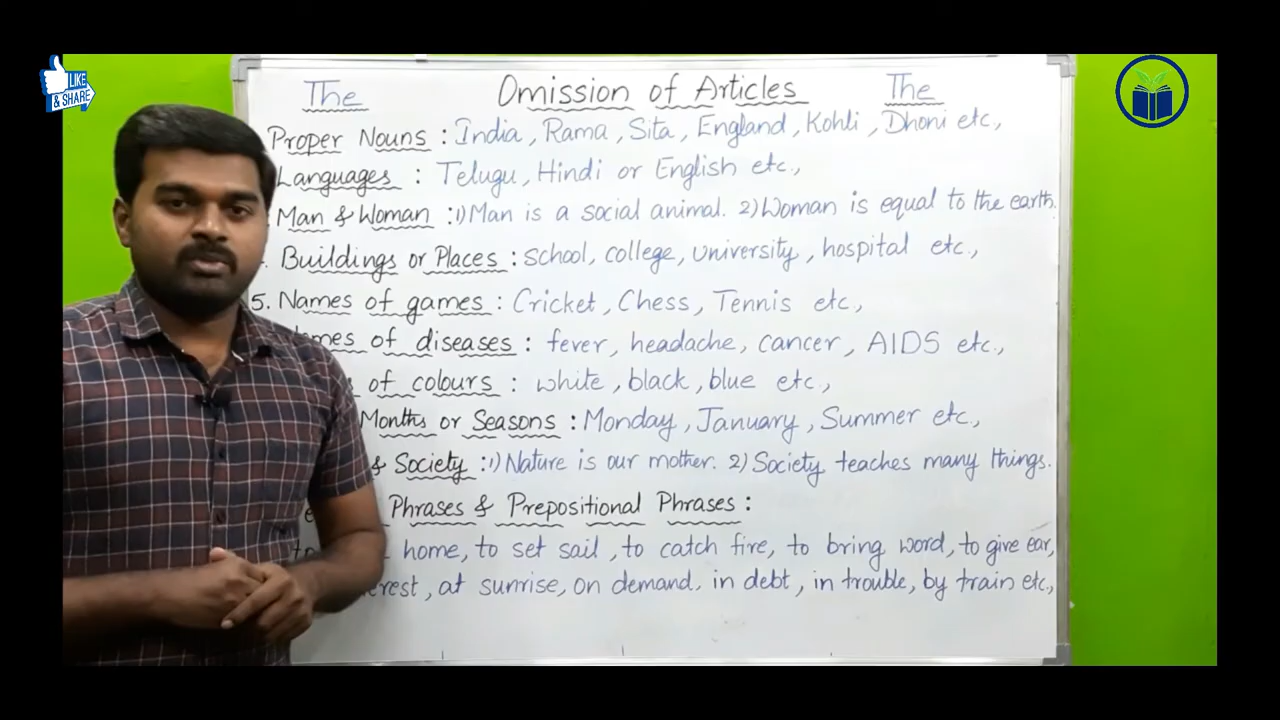 LIKE
& SHARE
The Omission of Articles The
Proper Nouns : India, Rama, Sita, England, Kohli, Dhoni etc.,
Languages : Telugu, Hindi or English etc.,
Man & Woman : 1) Man is a social animal. 2) Woman is equal to the earth.
Buildings or Places : school, college, university, hospital etc.,
5. Names of games : Cricket, Chess, Tennis etc,
of diseases : fever, headache, cancer, AIDS etc.,
of colours : white, black, blue etc.,
Months or Seasons : Monday, January, Summer etc.,
& Society : 1) Nature is our mother. 2) Society teaches many things.
Phrases & Prepositional Phrases :
home, to set sail, to catch fire, to bring word, to give ear,
at sunrise, on demand, in debt, in trouble, by train etc.,